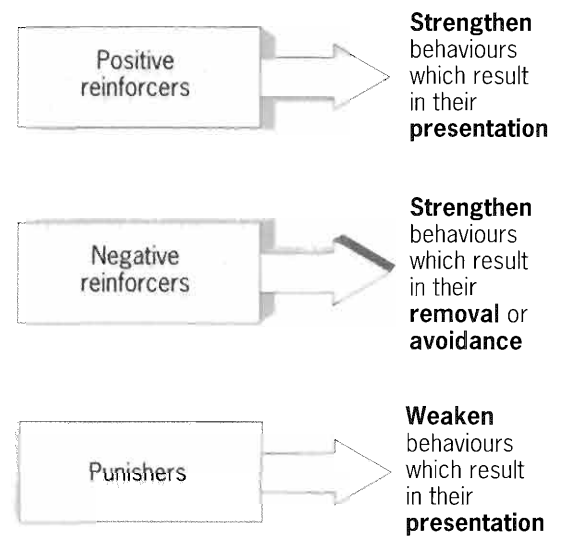 Positive
reinforcers
Strengthen
behaviours
which result
in their
presentation
Negative
reinforcers
Strengthen
behaviours
which result
in their
removal or
avoidance
Punishers
Weaken
behaviours
which result
in their
presentation